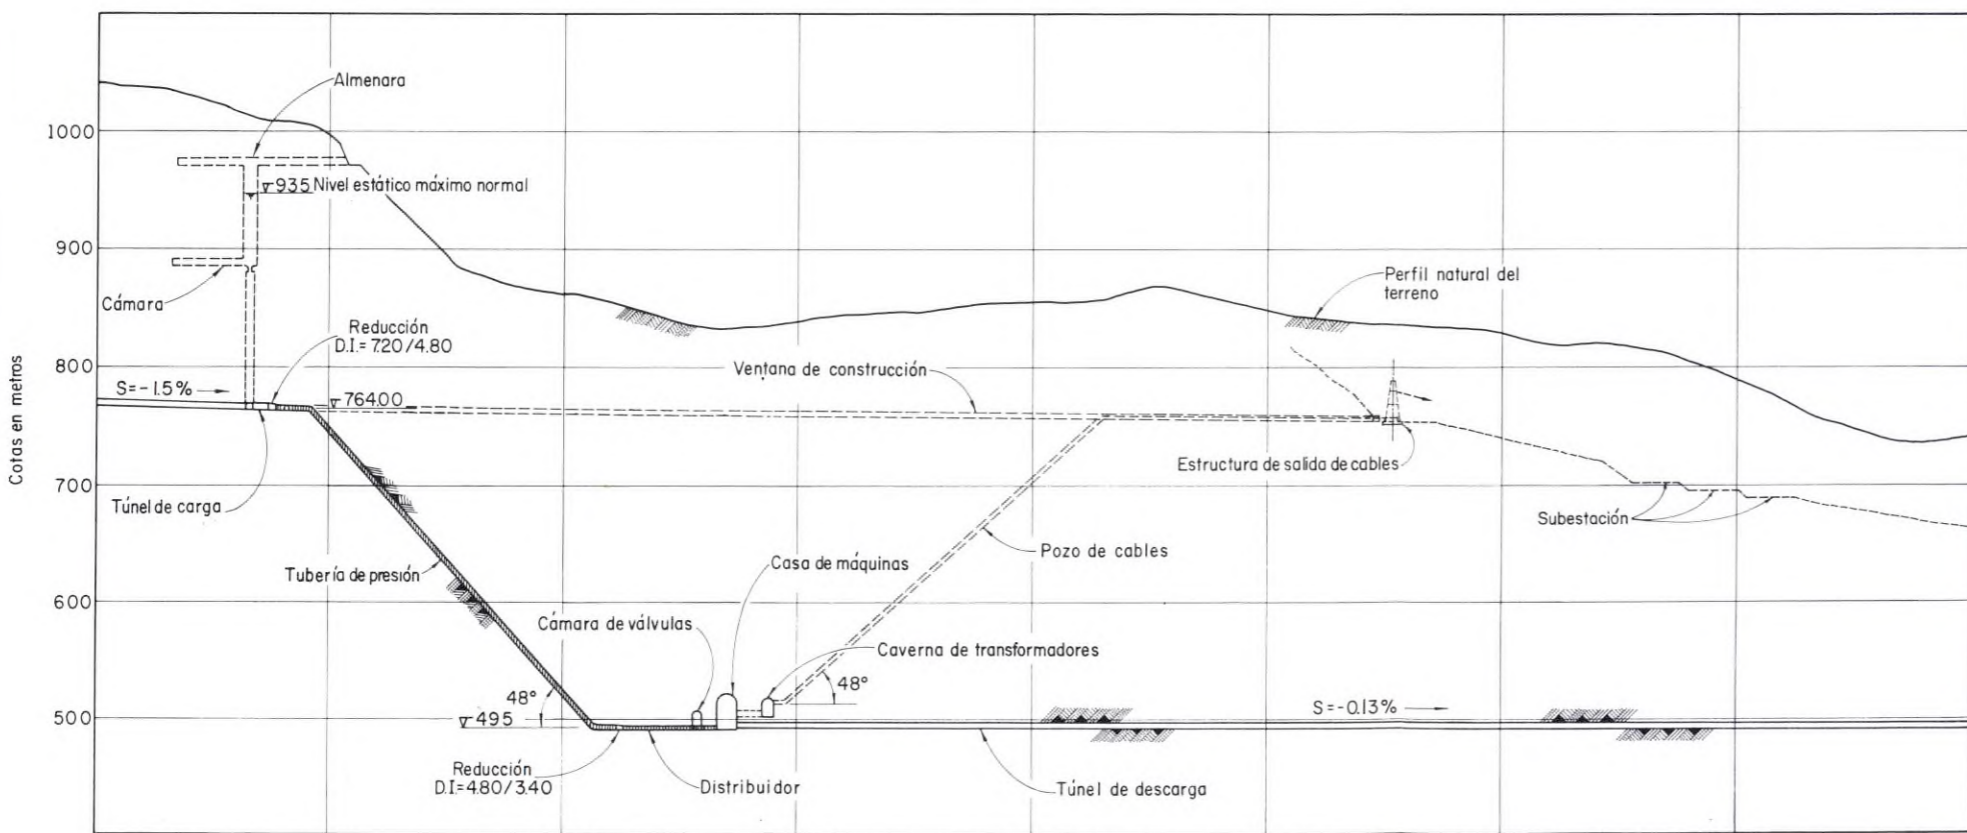 Almenara
1000
935 Nivel estático máximo normal
900
Cámara
Perfil natural del
terreno
Reducción
D.I.=7.20/4.80
800
S=-1.5%
Ventana de construcción
764.00
Cotas en metros
Estructura de salida de cables
700
Túnel de carga
Subestación
Pozo de cables
Casa de máquinas
Tubería de presión
600
Cámara de válvulas
Caverna de transformadores
48°
48°
495
500
S=-0.13%
Reducción
D.I.=4.80/3.40
Distribuidor
Túnel de descarga